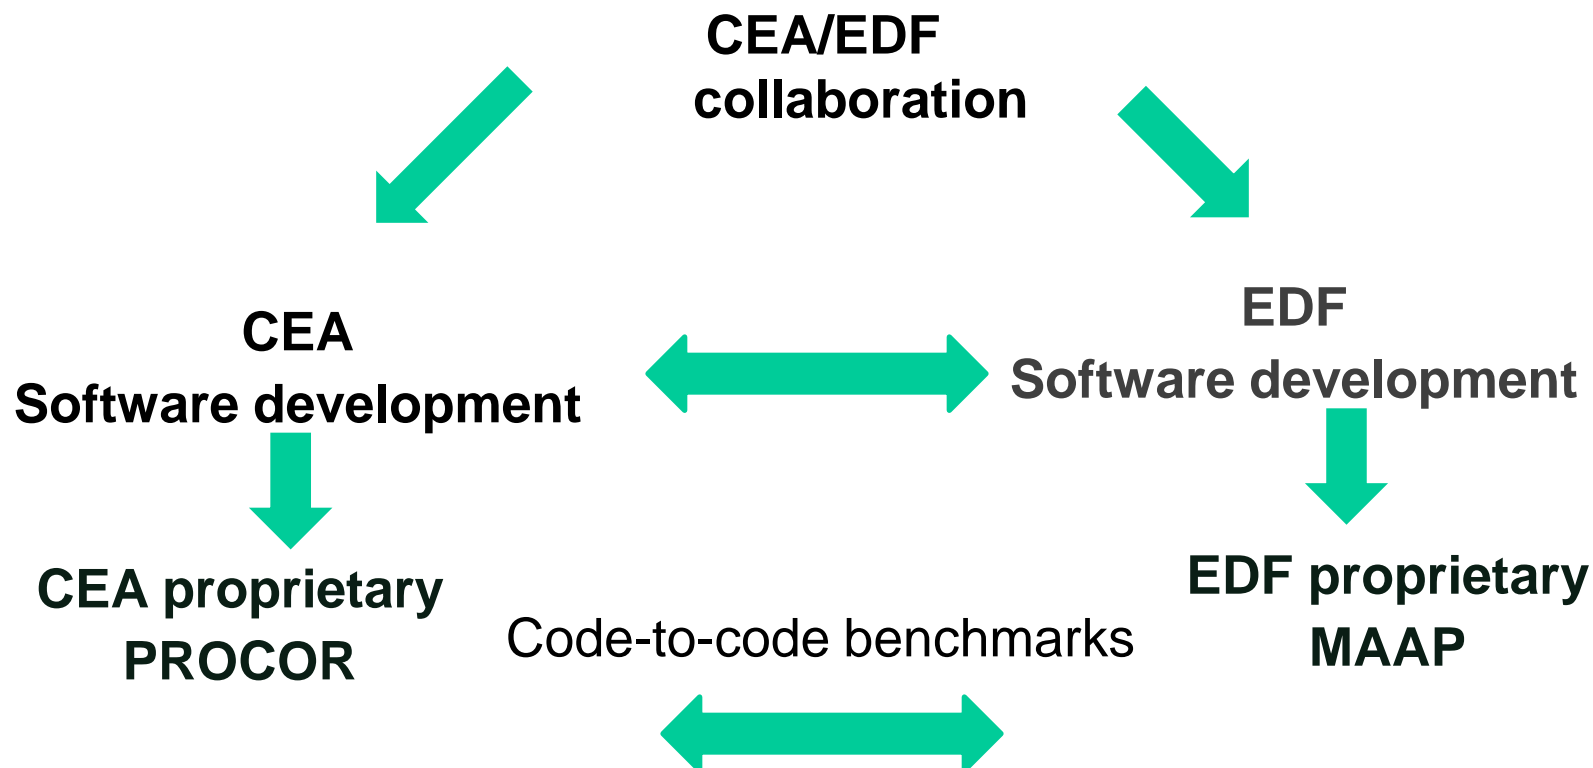 CEA/EDF
collaboration
CEA
Software development
EDF
Software development
CEA proprietary
PROCOR
Code-to-code benchmarks
EDF proprietary
MAAP